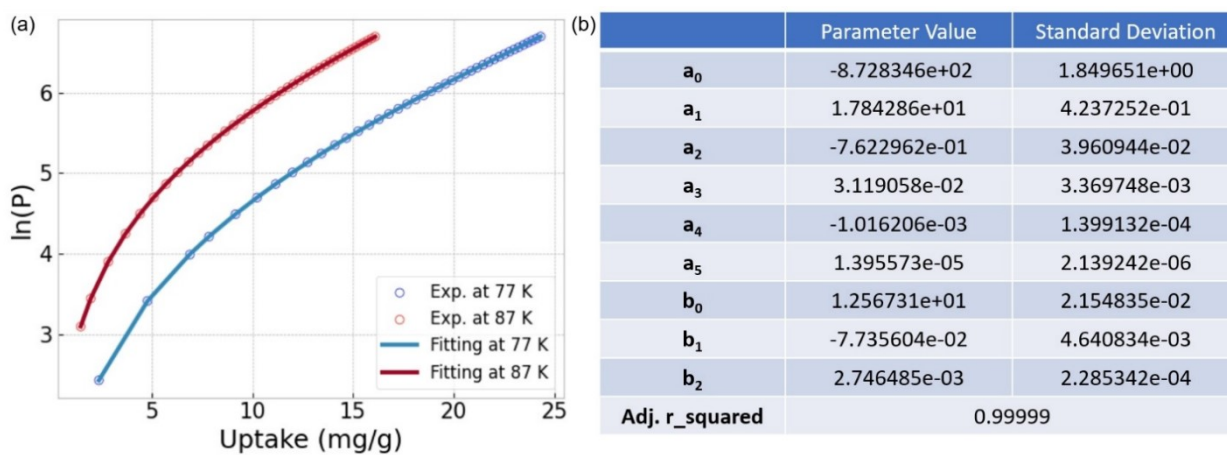 (a)
ln(P)
6
5
4
3
5
10
15
20
25
Uptake (mg/g)
Exp. at 77 K
Exp. at 87 K
Fitting at 77 K
Fitting at 87 K
(b)
Parameter Value Standard Deviation
a₀ -8.728346e+02 1.849651e+00
a₁ 1.784286e+01 4.237252e-01
a₂ -7.622962e-01 3.960944e-02
a₃ 3.119058e-02 3.369748e-03
a₄ -1.016206e-03 1.399132e-04
a₅ 1.395573e-05 2.139242e-06
b₀ 1.256731e+01 2.154835e-02
b₁ -7.735604e-02 4.640834e-03
b₂ 2.746485e-03 2.285342e-04
Adj. r_squared 0.99999